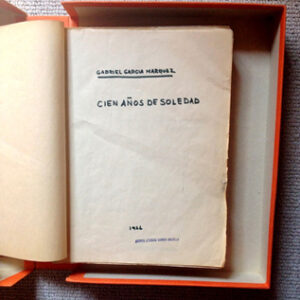 GABRIEL GARCIA MARQUEZ
CIEN AÑOS DE SOLEDAD
1966